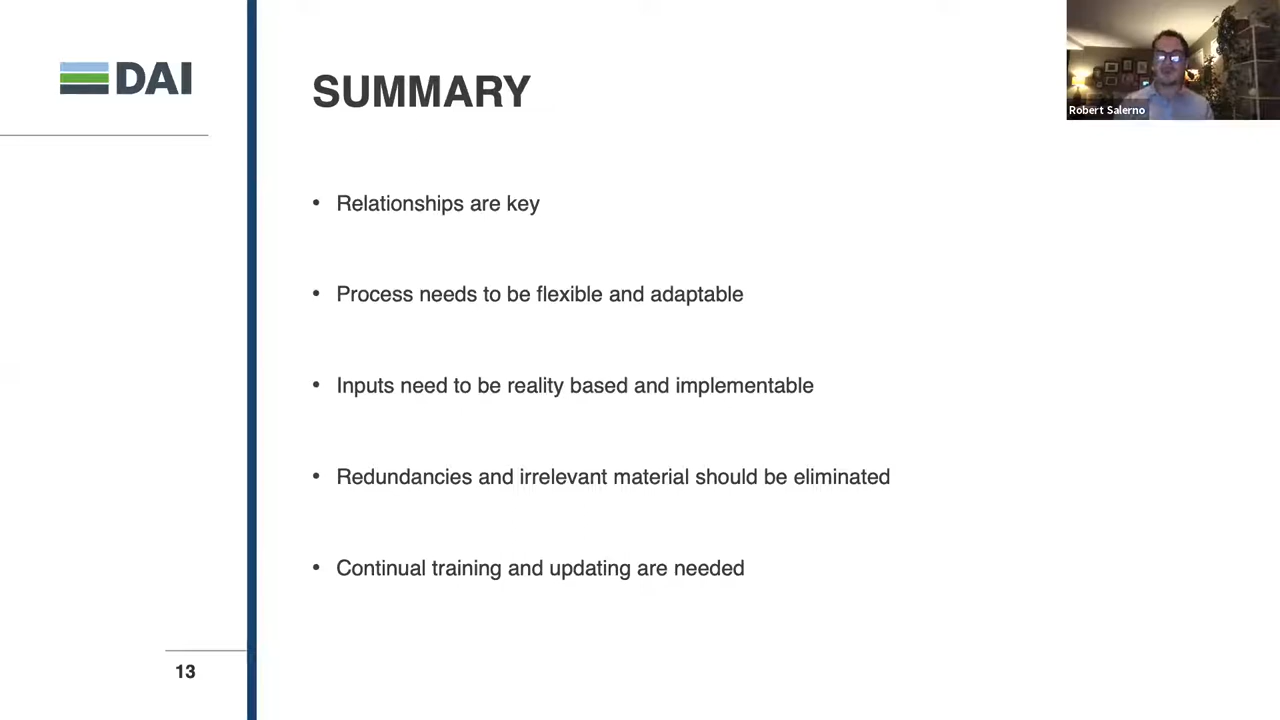 DAI
SUMMARY
Robert Salerno
• Relationships are key
• Process needs to be flexible and adaptable
• Inputs need to be reality based and implementable
• Redundancies and irrelevant material should be eliminated
• Continual training and updating are needed
13